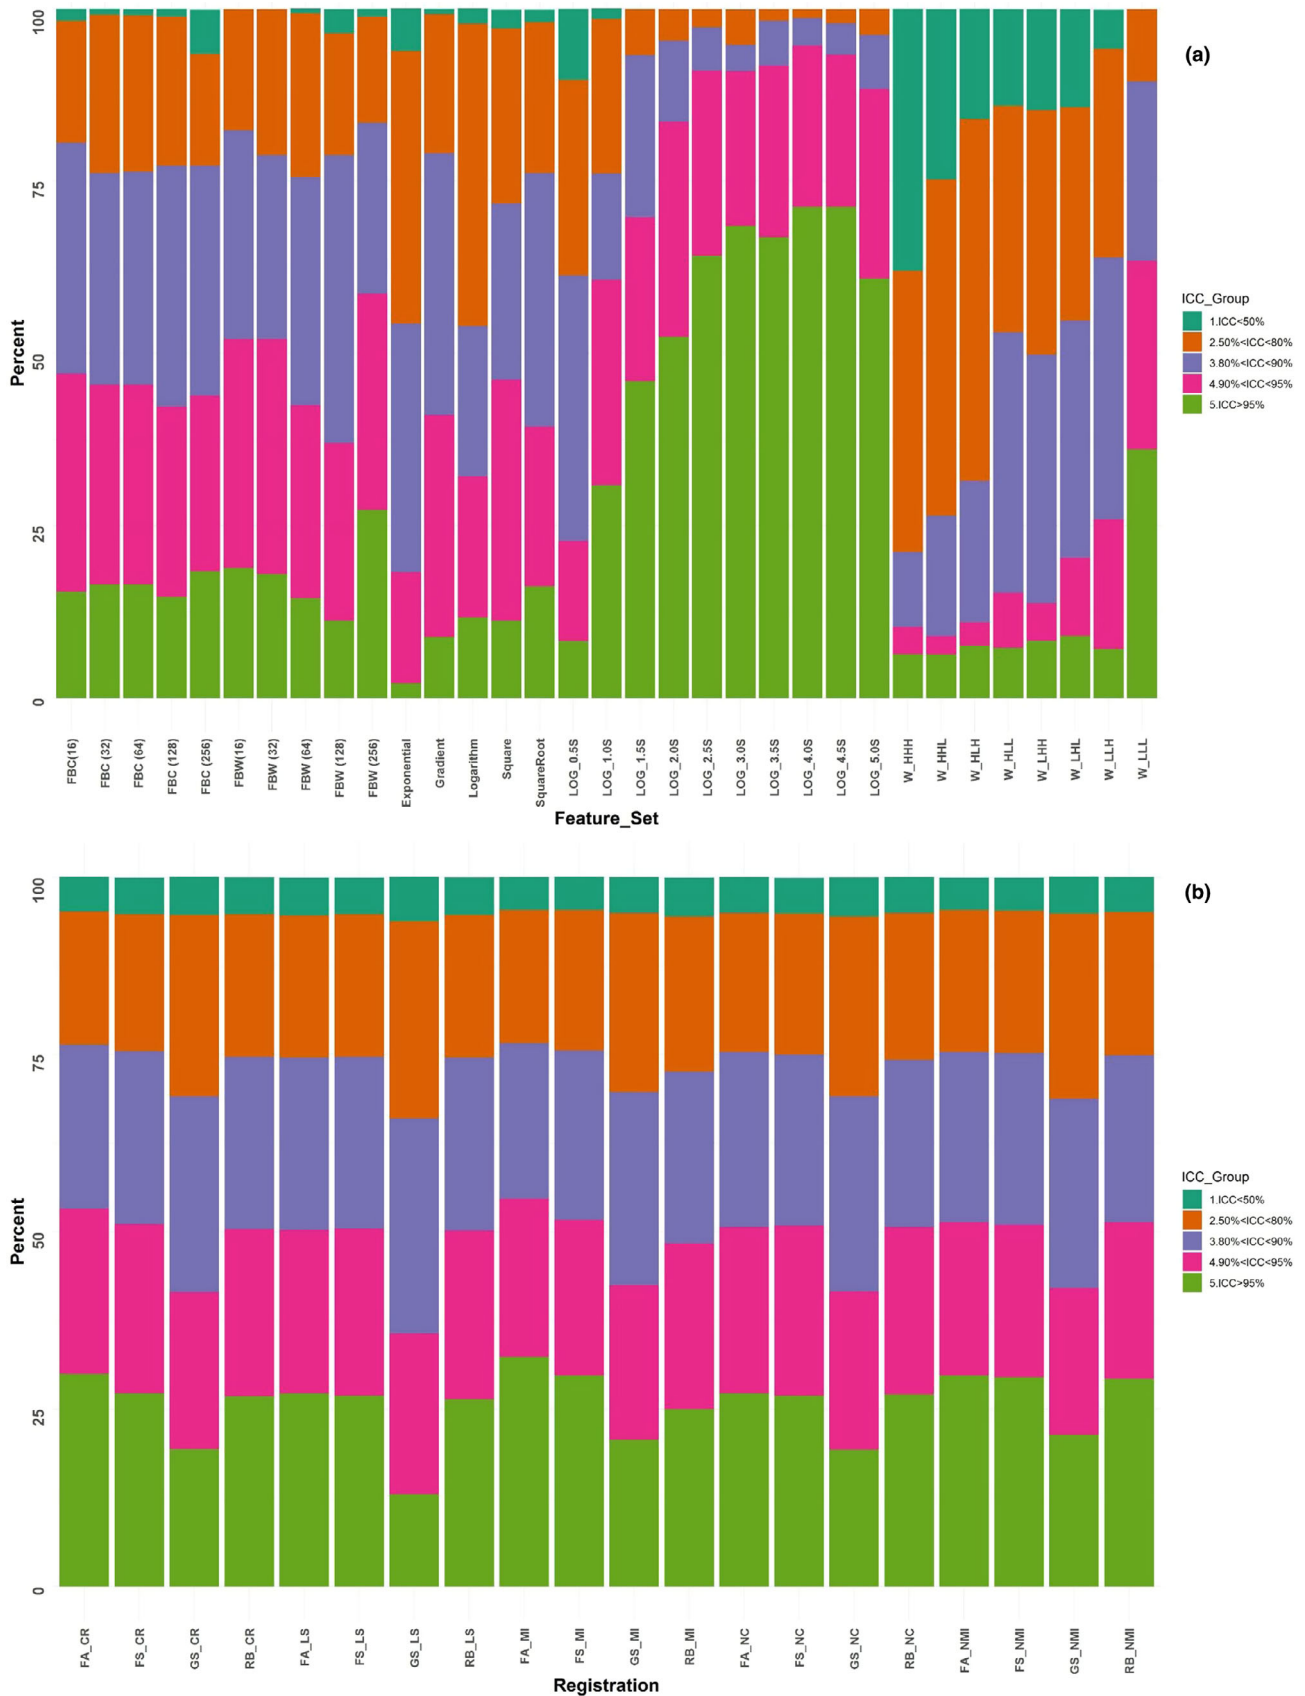 (a)
100
75
50
25
0
Percent
FBC(16)
FBC (32)
FBC (64)
FBC (128)
FBC (256)
FBW(16)
FBW (32)
FBW (64)
FBW (128)
FBW (256)
Exponential
Gradient
Logarithm
Square
SquareRoot
LOG_0.5S
LOG_1.0S
LOG_1.5S
LOG_2.0S
LOG_2.5S
LOG_3.0S
LOG_3.5S
LOG_4.0S
LOG_4.5S
LOG_5.0S
W_HHH
W_HHL
W_HLH
W_HLL
W_LHH
W_LHL
W_LLH
W_LLL
Feature_Set
ICC_Group
1.ICC<50%
2.50%<ICC<80%
3.80%<ICC<90%
4.90%<ICC<95%
5.ICC>95%
(b)
100
75
50
25
0
Percent
FA_CR
FS_CR
GS_CR
RB_CR
FA_LS
FS_LS
GS_LS
RB_LS
FA_MI
FS_MI
GS_MI
RB_MI
FA_NC
FS_NC
GS_NC
RB_NC
FA_NMI
FS_NMI
GS_NMI
RB_NMI
Registration
ICC_Group
1.ICC<50%
2.50%<ICC<80%
3.80%<ICC<90%
4.90%<ICC<95%
5.ICC>95%